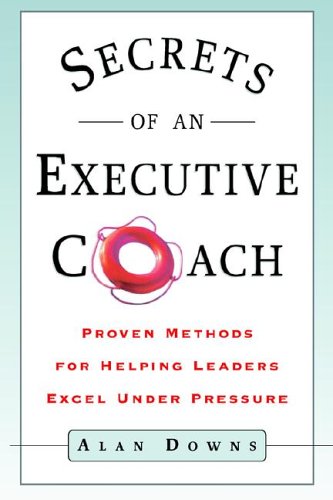 SECRETS
OF AN
EXECUTIVE
COACH
PROVEN METHODS
FOR HELPING LEADERS
EXCEL UNDER PRESSURE
ALAN DOWNS